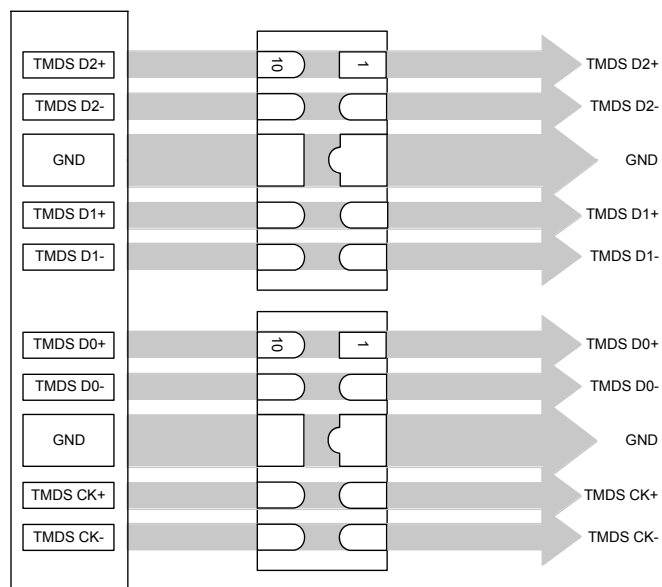 TMDS D2+ 10 1 TMDS D2+
TMDS D2- TMDS D2-
GND GND
TMDS D1+ TMDS D1+
TMDS D1- TMDS D1-
TMDS D0+ 10 1 TMDS D0+
TMDS D0- TMDS D0-
GND GND
TMDS CK+ TMDS CK+
TMDS CK- TMDS CK-